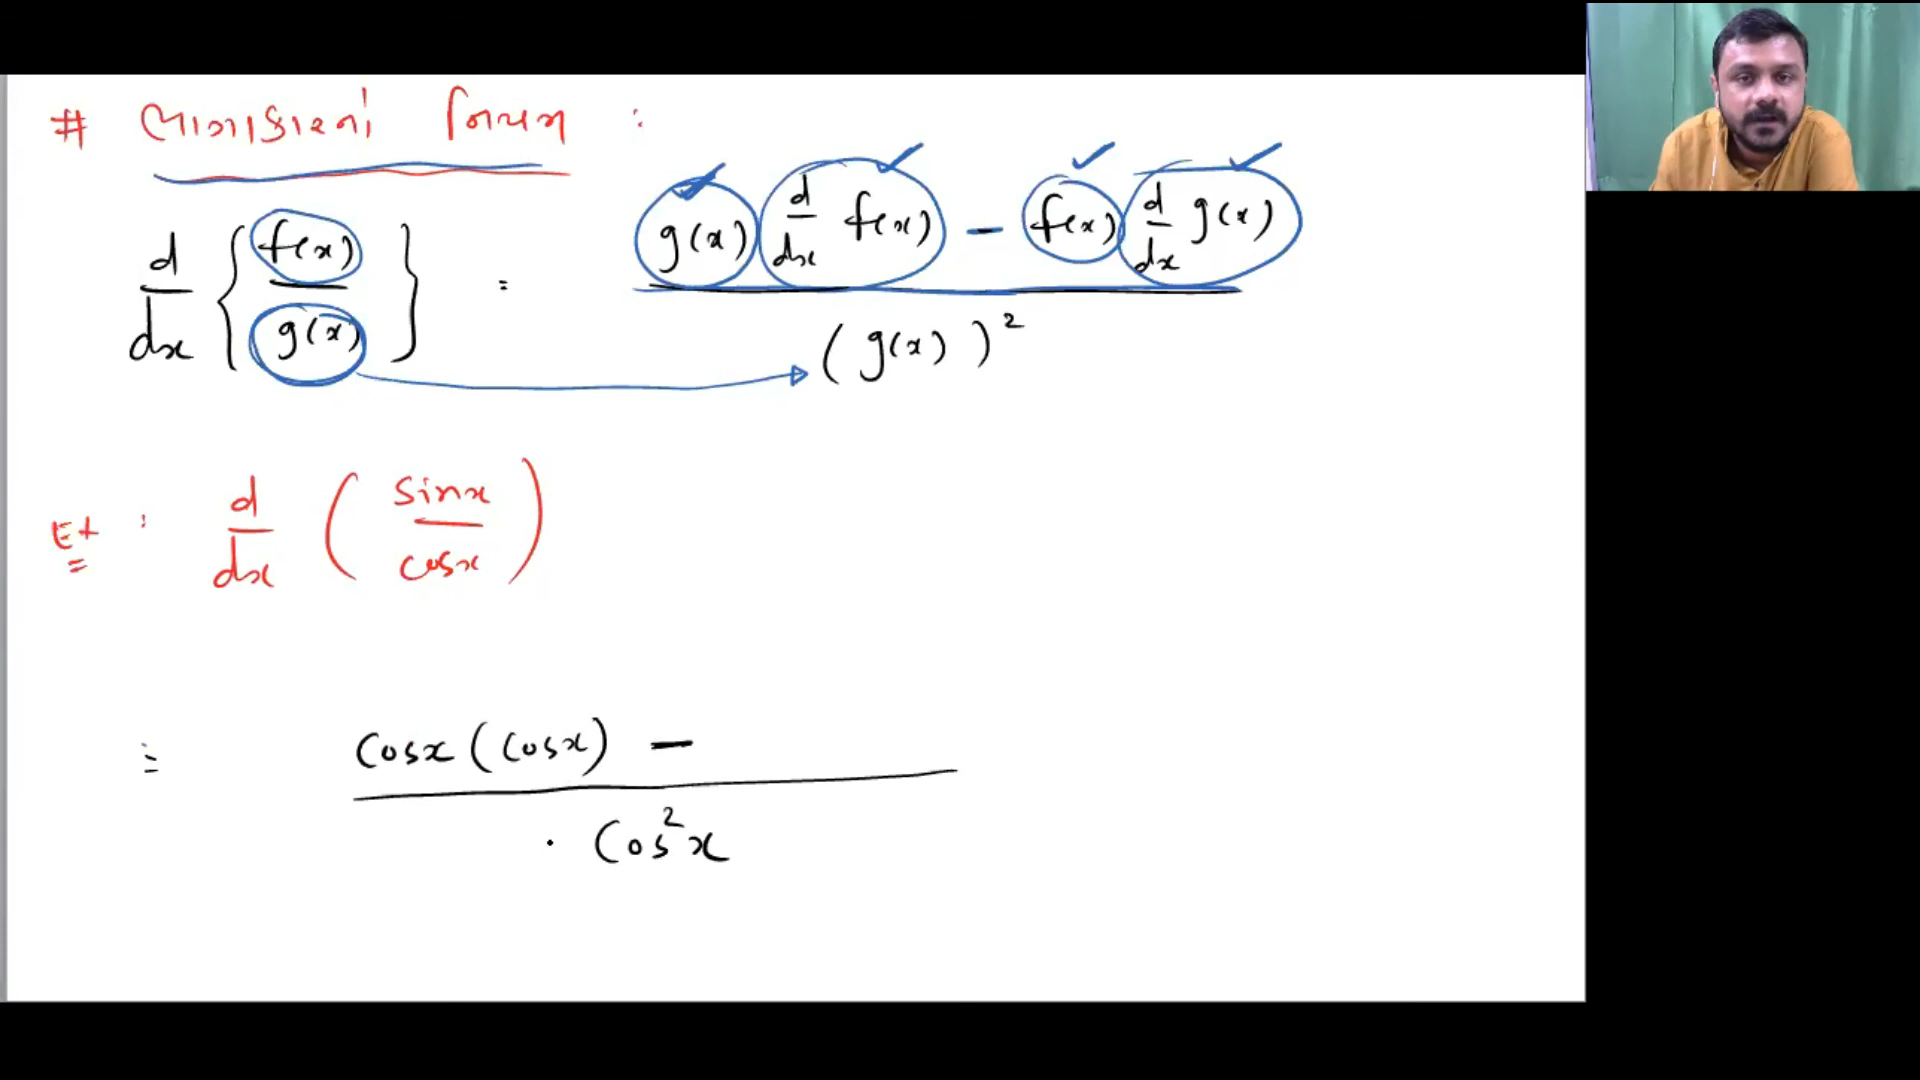 # ભાગાકારનો નિયમ :
d/dx { f(x) / g(x) } = ( g(x) d/dx f(x) - f(x) d/dx g(x) ) / ( g(x) )²
Ex : d/dx ( sinx / cosx )
= ( cosx (cosx) - ) / cos²x